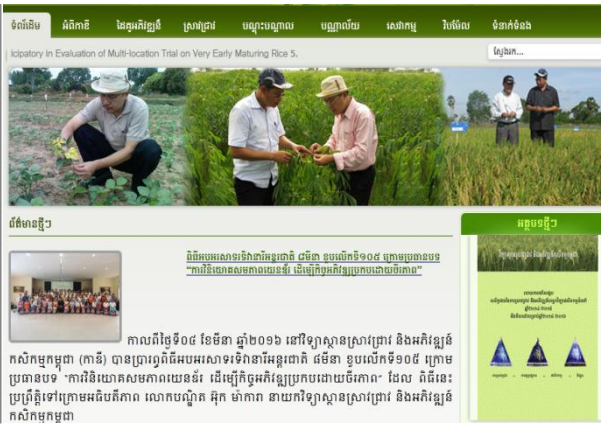 ទំព័រដើម អំពីកាឌី ដៃគូអភិវឌ្ឍន៍ ស្រាវជ្រាវ បណ្តុះបណ្តាល បណ្ណាល័យ សេវាកម្ម វិបម៉ែល ទំនាក់ទំនង
icipatory in Evaluation of Multi-location Trial on Very Early Maturing Rice 5.
ស្វែងរក...
ព័ត៌មានថ្មីៗ
អត្ថបទថ្មីៗ
ពិធីអបអរសាទរទិវានារីអន្តរជាតិ ៨មីនា ខួបលើកទី១០៥ ក្រោមប្រធានបទ
"ការវិនិយោគសមភាពយេនឌ័រ ដើម្បីកិច្ចអភិវឌ្ឍប្រកបដោយចីរភាព"
កាលពីថ្ងៃទី០៤ ខែមីនា ឆ្នាំ២០១៦ នៅវិទ្យាស្ថានស្រាវជ្រាវ និងអភិវឌ្ឍន៍
កសិកម្មកម្ពុជា (កាឌី) បានប្រារព្ធពិធីអបអរសាទរទិវានារីអន្តរជាតិ ៨មីនា ខួបលើកទី១០៥ ក្រោម
ប្រធានបទ "ការវិនិយោគសមភាពយេនឌ័រ ដើម្បីកិច្ចអភិវឌ្ឍប្រកបដោយចីរភាព" ដែល ពិធីនេះ
ប្រព្រឹត្តិទៅក្រោមអធិបតីភាព លោកបណ្ឌិត អ៊ុក ម៉ាការា នាយកវិទ្យាស្ថានស្រាវជ្រាវ និងអភិវឌ្ឍន៍
កសិកម្មកម្ពុជា